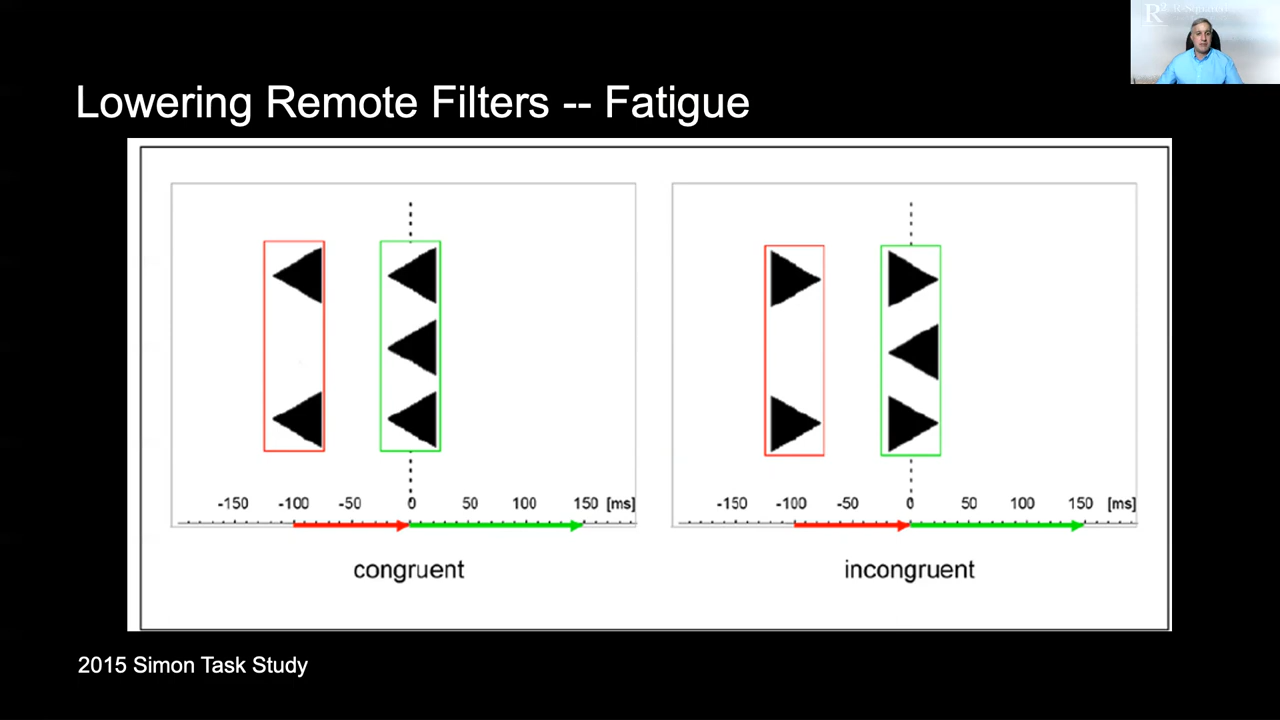 R²
Lowering Remote Filters -- Fatigue
-150 -100 -50 0 50 100 150 [ms]
congruent
-150 -100 -50 0 50 100 150 [ms]
incongruent
2015 Simon Task Study